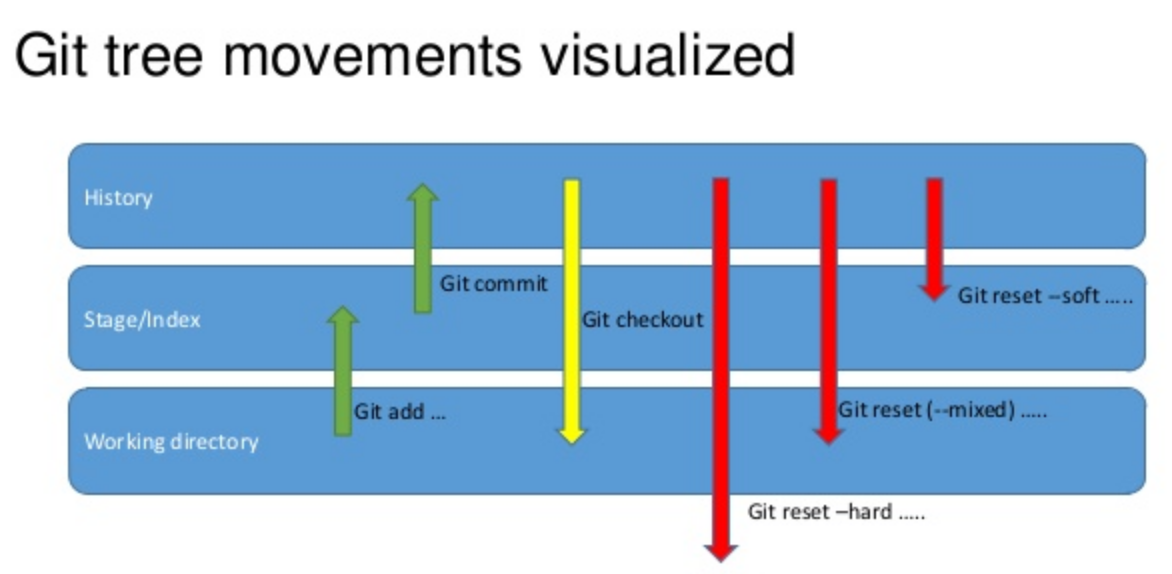 Git tree movements visualized
History
Git commit
Git reset –soft .....
Stage/Index
Git checkout
Git add ...
Git reset (--mixed) .....
Working directory
Git reset –hard .....